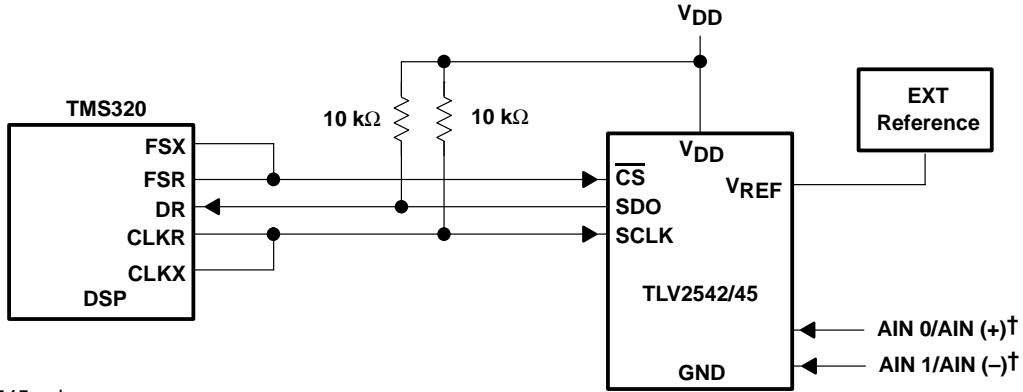 VDD
TMS320
FSX
FSR
DR
CLKR
CLKX
DSP
10 kΩ
10 kΩ
VDD
CS
SDO
SCLK
VREF
TLV2542/45
GND
EXT
Reference
AIN 0/AIN (+)†
AIN 1/AIN (–)†